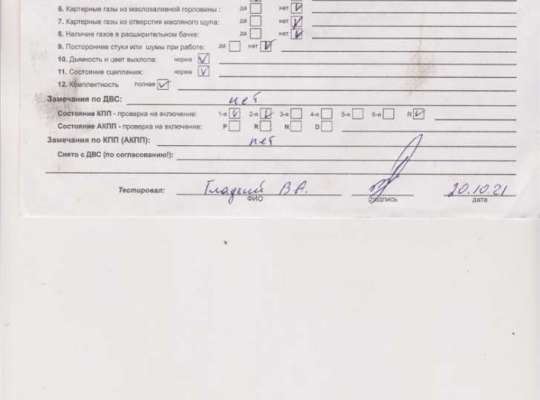 да нет
6. Картерные газы из маслозаливной горловины : да нет V
7. Картерные газы из отверстия масляного щупа: да нет V
8. Наличие газов в расширительном бачке: да нет V
9. Посторонние стуки или шумы при работе: да нет V
10. Дымность и цвет выхлопа: норма V
11. Состояние сцепления: норма V
12. Комплектность полная V
Замечания по ДВС: нет
Состояние КПП - проверка на включение: 1-я V 2-я V 3-я 4-я 5-я 6-я R V
Состояние АКПП - проверка на включение: P R N D
Замечания по КПП (АКПП): нет
Снято с ДВС (по согласованию!):
Тестировал: Гладкий В А. 20.10.21
ФИО подпись дата